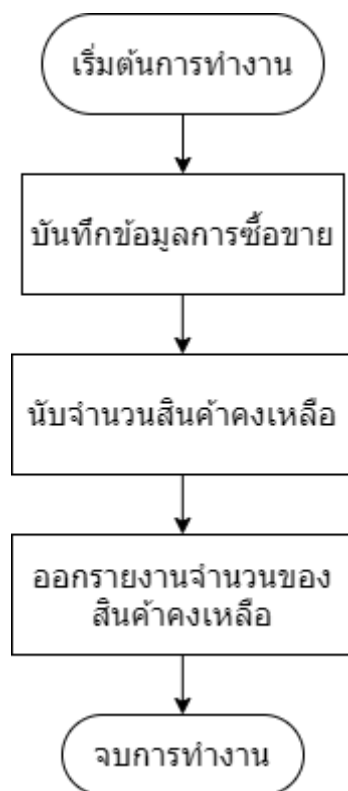 เริ่มต้นการทำงาน
บันทึกข้อมูลการซื้อขาย
นับจำนวนสินค้าคงเหลือ
ออกรายงานจำนวนของ
สินค้าคงเหลือ
จบการทำงาน